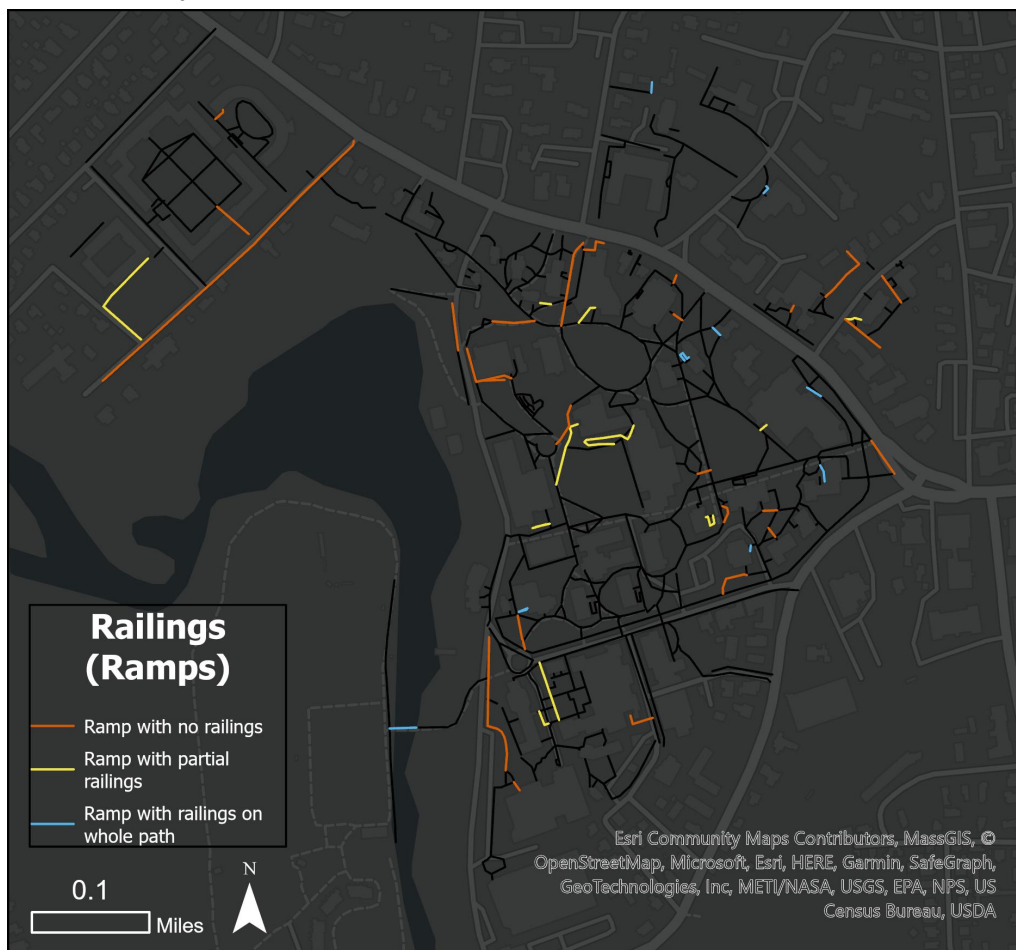 Railings
(Ramps)
Ramp with no railings
Ramp with partial
railings
Ramp with railings on
whole path
0.1
Miles
N
Esri Community Maps Contributors, MassGIS, ©
OpenStreetMap, Microsoft, Esri, HERE, Garmin, SafeGraph,
GeoTechnologies, Inc, METI/NASA, USGS, EPA, NPS, US
Census Bureau, USDA